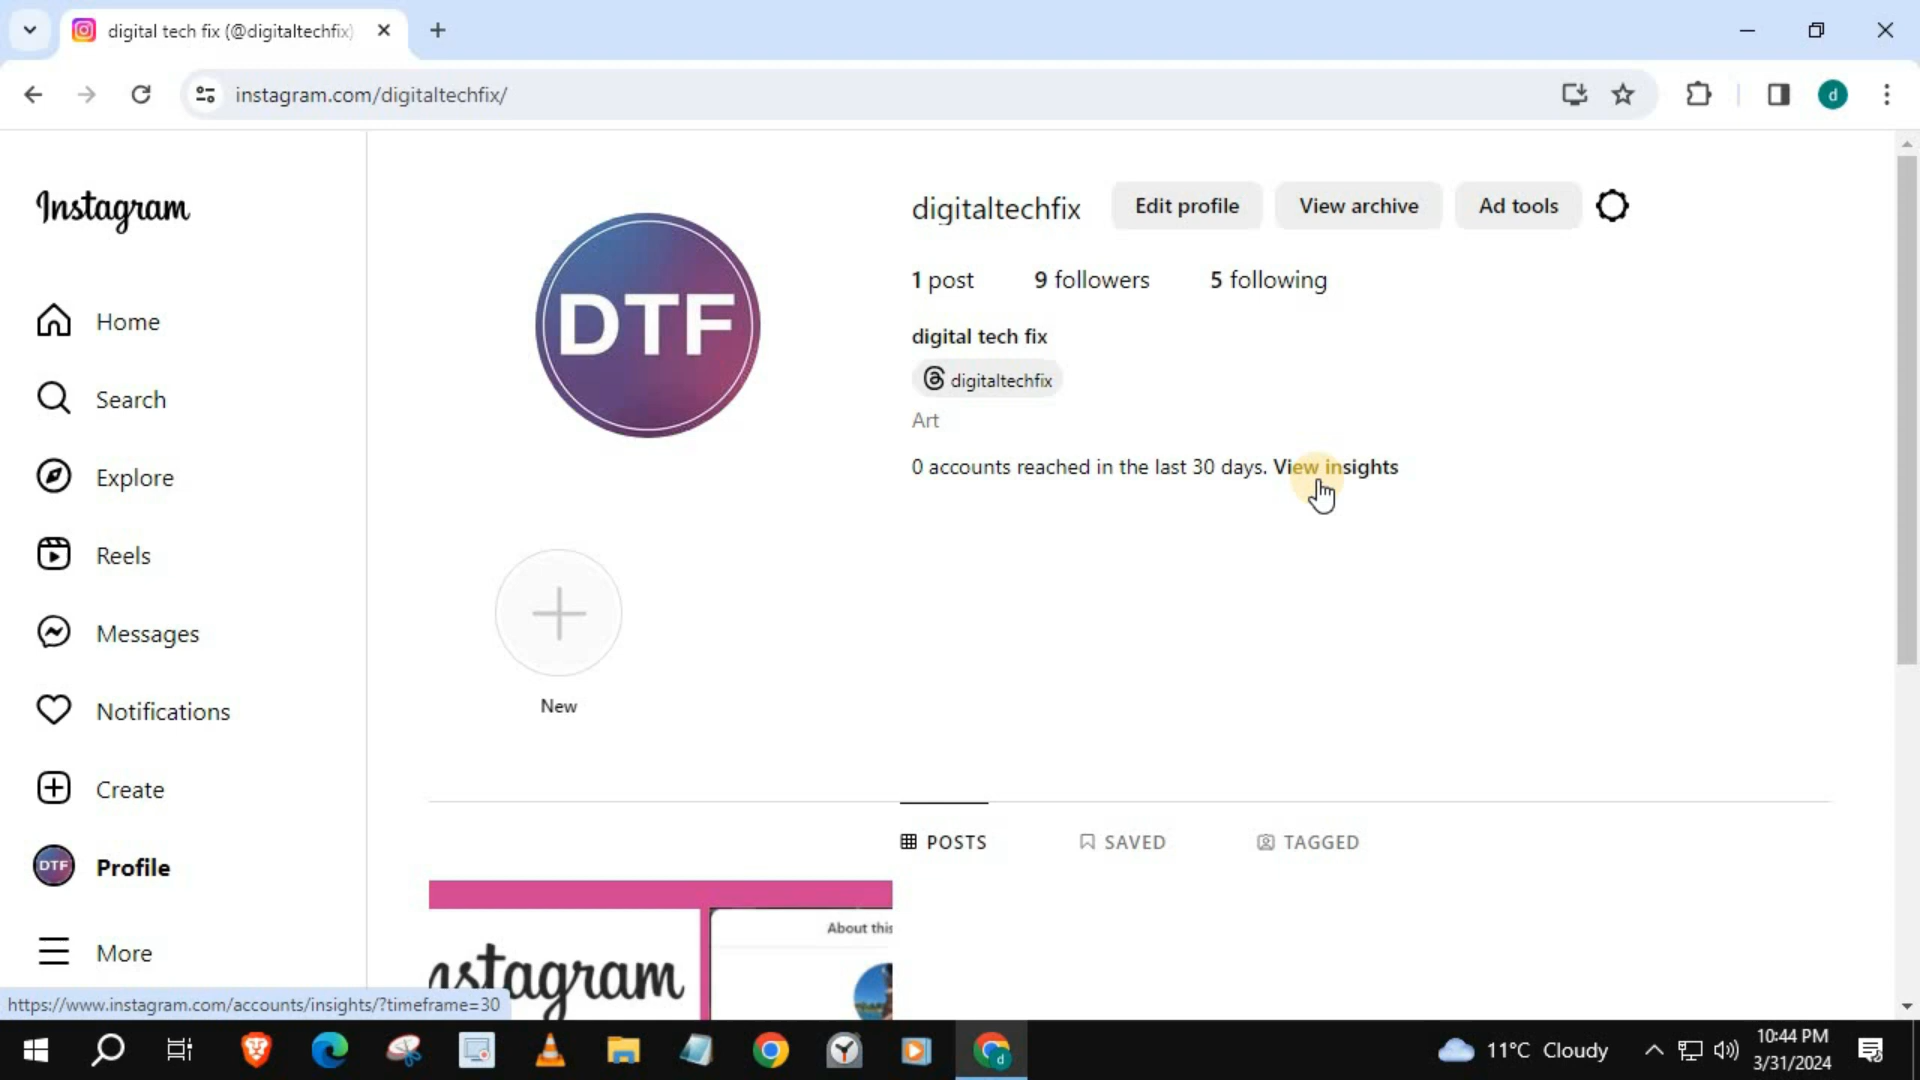 digital tech fix (@digitaltechfix)
instagram.com/digitaltechfix/
d
Instagram
Home
Search
Explore
Reels
Messages
Notifications
Create
DTF
Profile
More
DTF
digitaltechfix
Edit profile
View archive
Ad tools
1 post
9 followers
5 following
digital tech fix
digitaltechfix
Art
0 accounts reached in the last 30 days. View insights
New
POSTS
SAVED
TAGGED
About this
nstagram
https://www.instagram.com/accounts/insights/?timeframe=30
d
11°C Cloudy
10:44 PM
3/31/2024